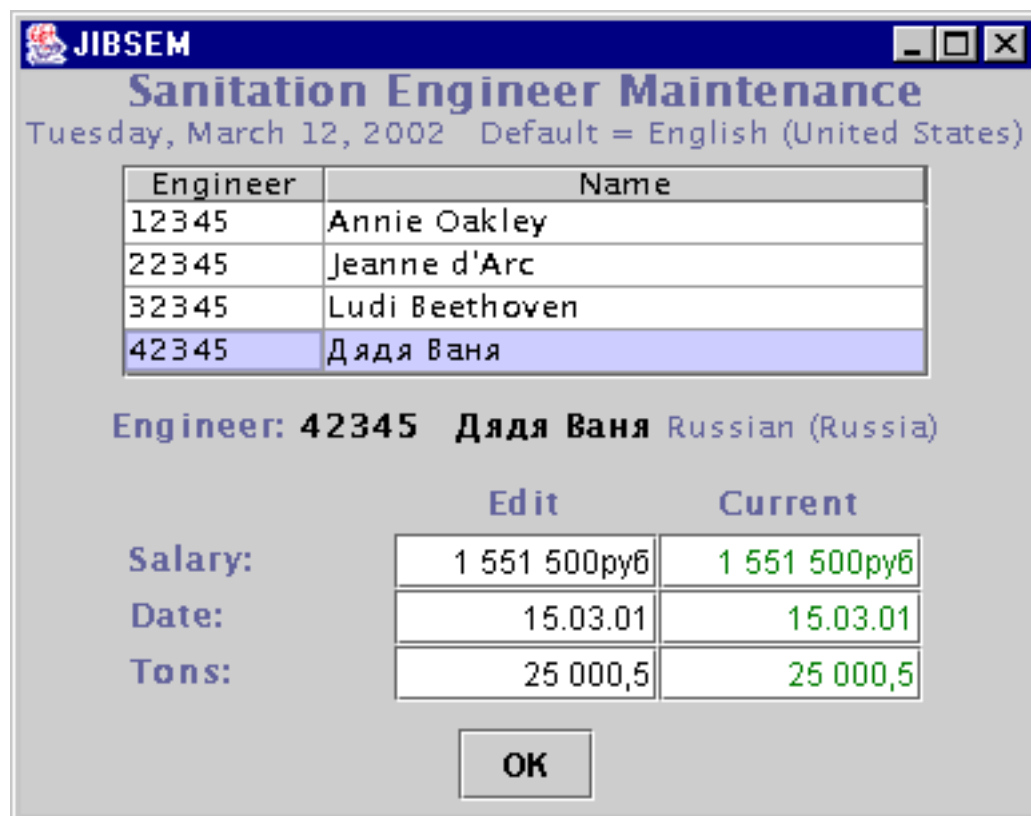 JIBSEM
Sanitation Engineer Maintenance
Tuesday, March 12, 2002 Default = English (United States)
Engineer Name
12345 Annie Oakley
22345 Jeanne d'Arc
32345 Ludi Beethoven
42345 Дядя Ваня
Engineer: 42345 Дядя Ваня Russian (Russia)
Edit Current
Salary: 1 551 500руб 1 551 500руб
Date: 15.03.01 15.03.01
Tons: 25 000,5 25 000,5
OK